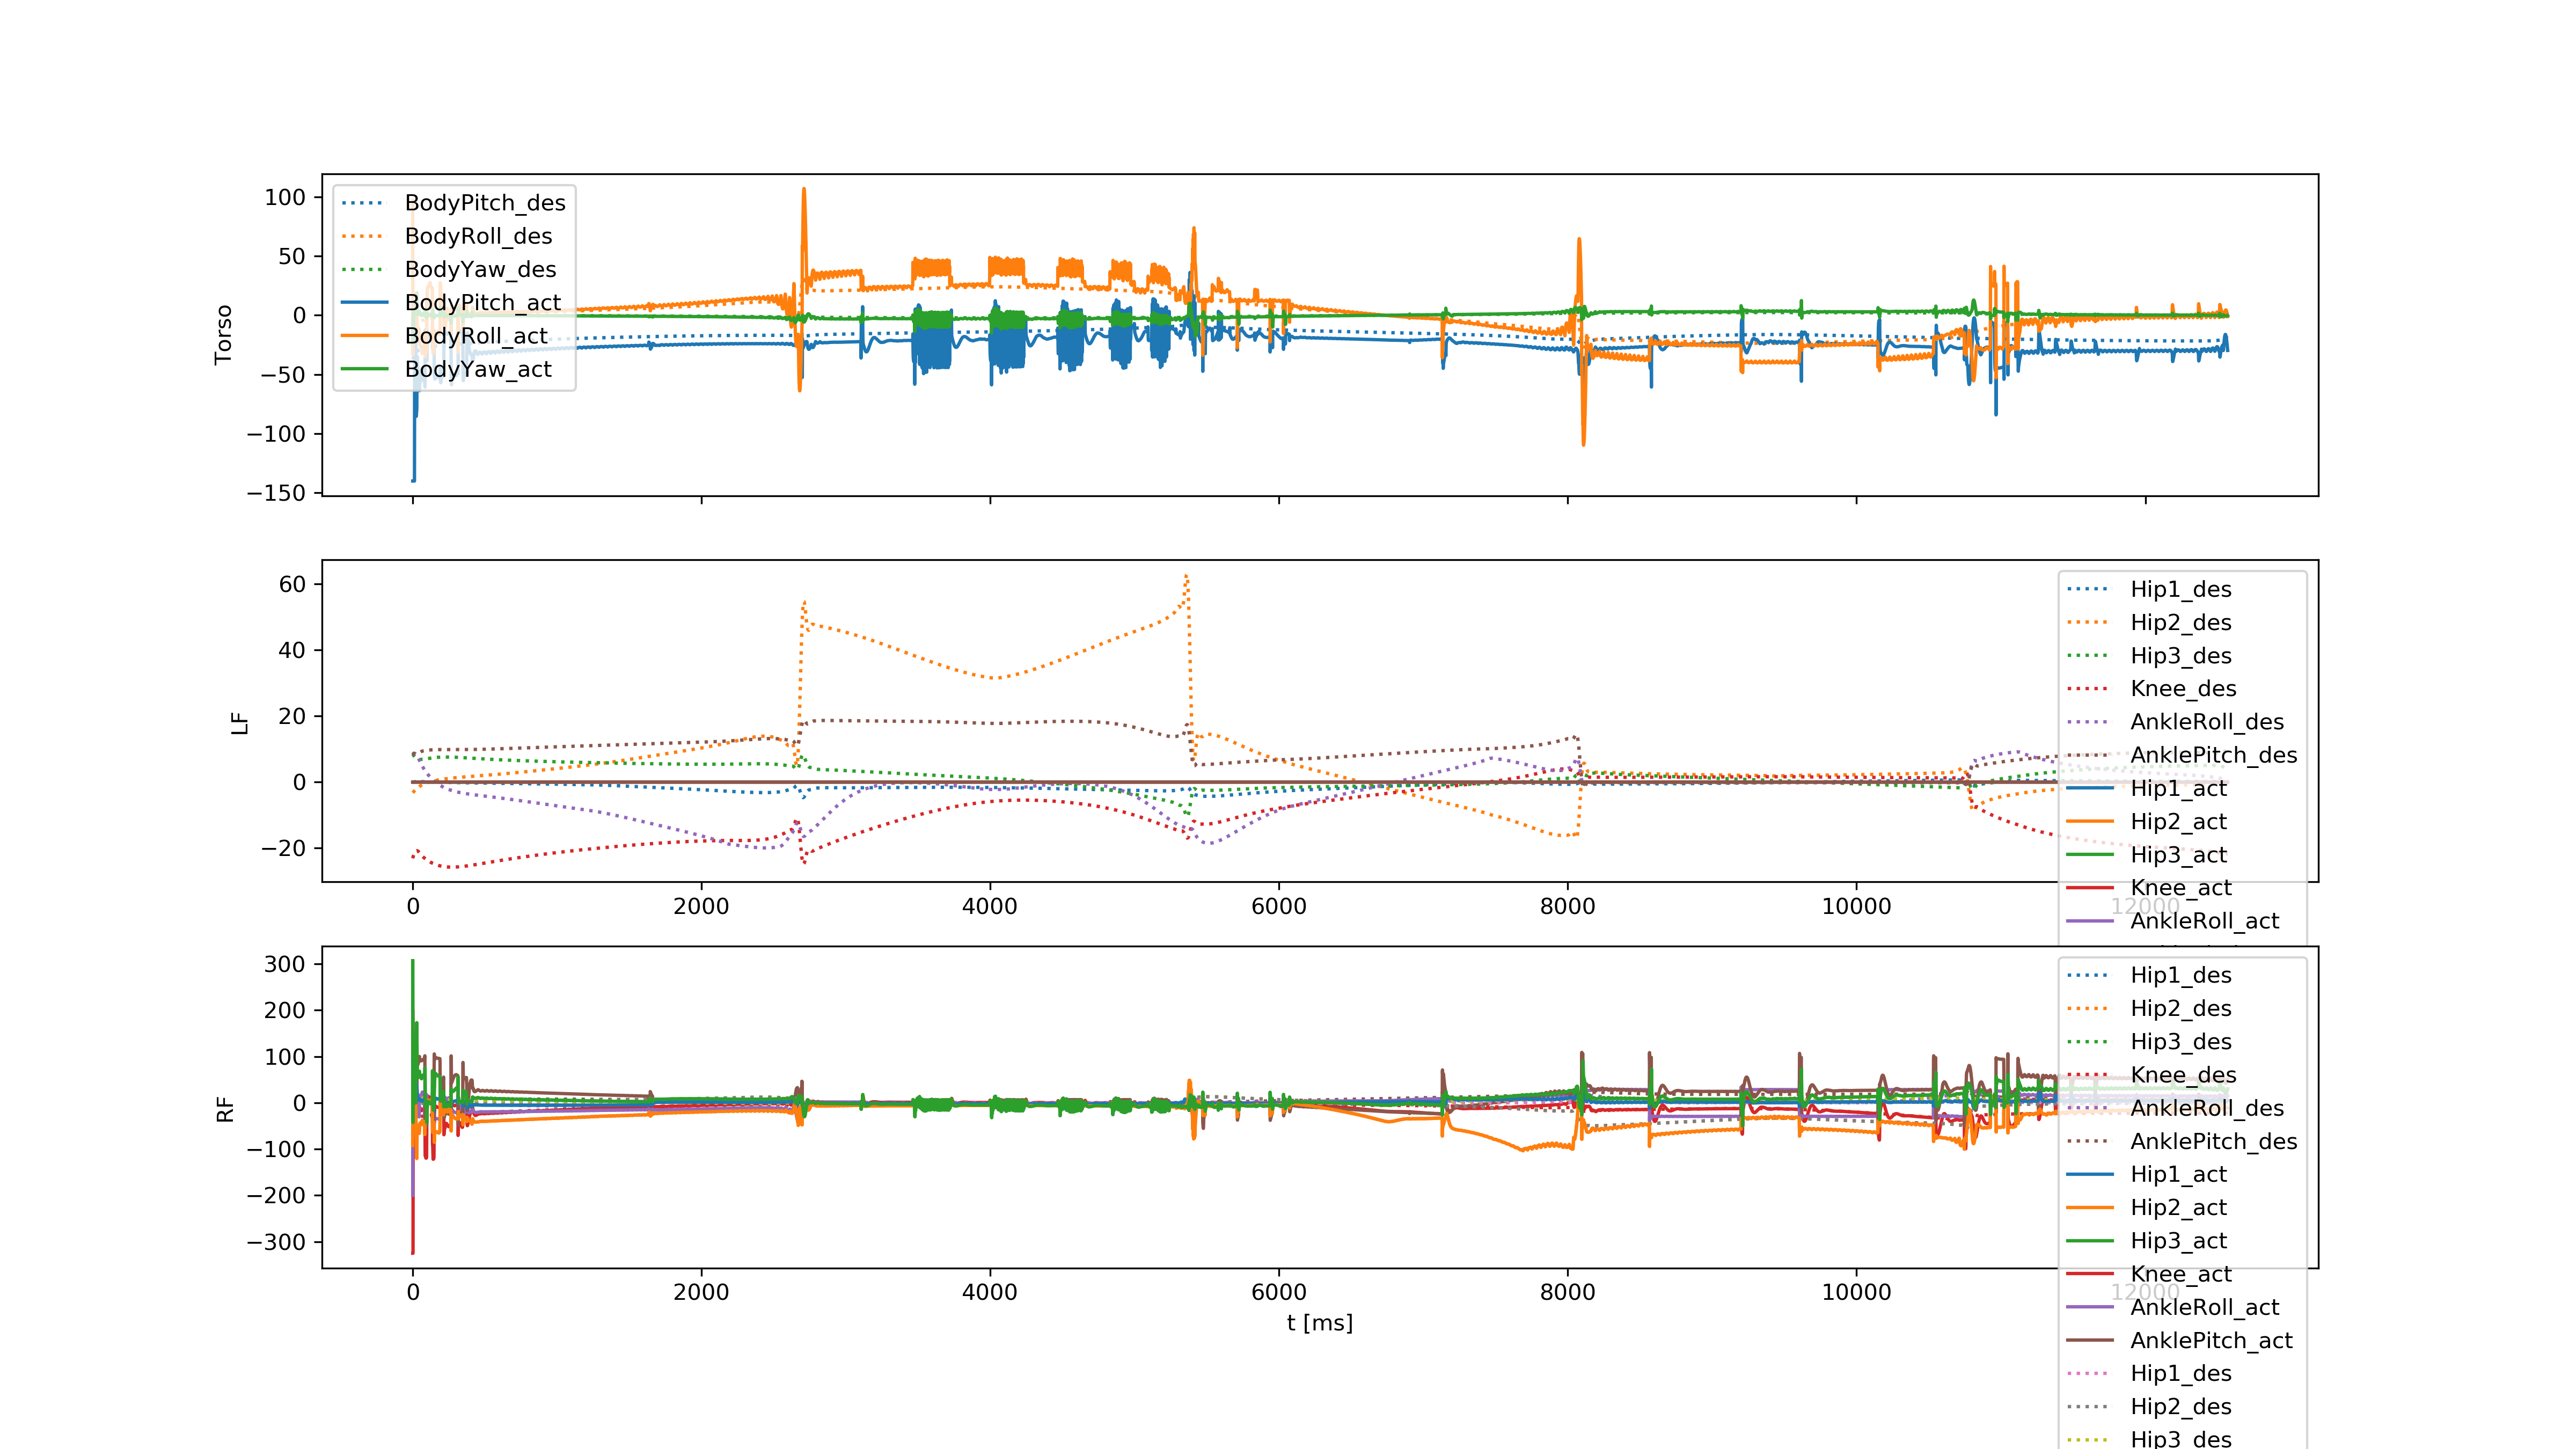 Torso
100
50
0
−50
−100
−150
BodyPitch_des
BodyRoll_des
BodyYaw_des
BodyPitch_act
BodyRoll_act
BodyYaw_act
LF
60
40
20
0
−20
0 2000 4000 6000 8000 10000 12000
Hip1_des
Hip2_des
Hip3_des
Knee_des
AnkleRoll_des
AnklePitch_des
Hip1_act
Hip2_act
Hip3_act
Knee_act
AnkleRoll_act
RF
300
200
100
0
−100
−200
−300
0 2000 4000 6000 8000 10000 12000
t [ms]
Hip1_des
Hip2_des
Hip3_des
Knee_des
AnkleRoll_des
AnklePitch_des
Hip1_act
Hip2_act
Hip3_act
Knee_act
AnkleRoll_act
AnklePitch_act
Hip1_des
Hip2_des
Hip3_des